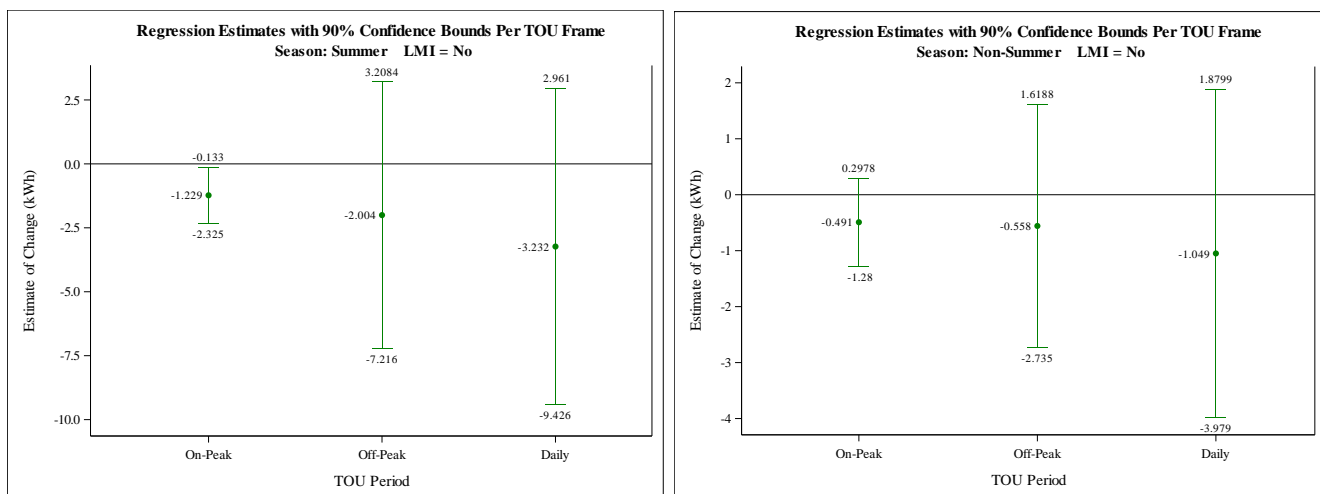 Regression Estimates with 90% Confidence Bounds Per TOU Frame
Season: Summer LMI = No
Estimate of Change (kWh)
2.5
0.0
-2.5
-5.0
-7.5
-10.0
-0.133
-1.229
-2.325
3.2084
-2.004
-7.216
2.961
-3.232
-9.426
On-Peak
Off-Peak
Daily
TOU Period
Regression Estimates with 90% Confidence Bounds Per TOU Frame
Season: Non-Summer LMI = No
Estimate of Change (kWh)
2
1
0
-1
-2
-3
-4
0.2978
-0.491
-1.28
1.6188
-0.558
-2.735
1.8799
-1.049
-3.979
On-Peak
Off-Peak
Daily
TOU Period